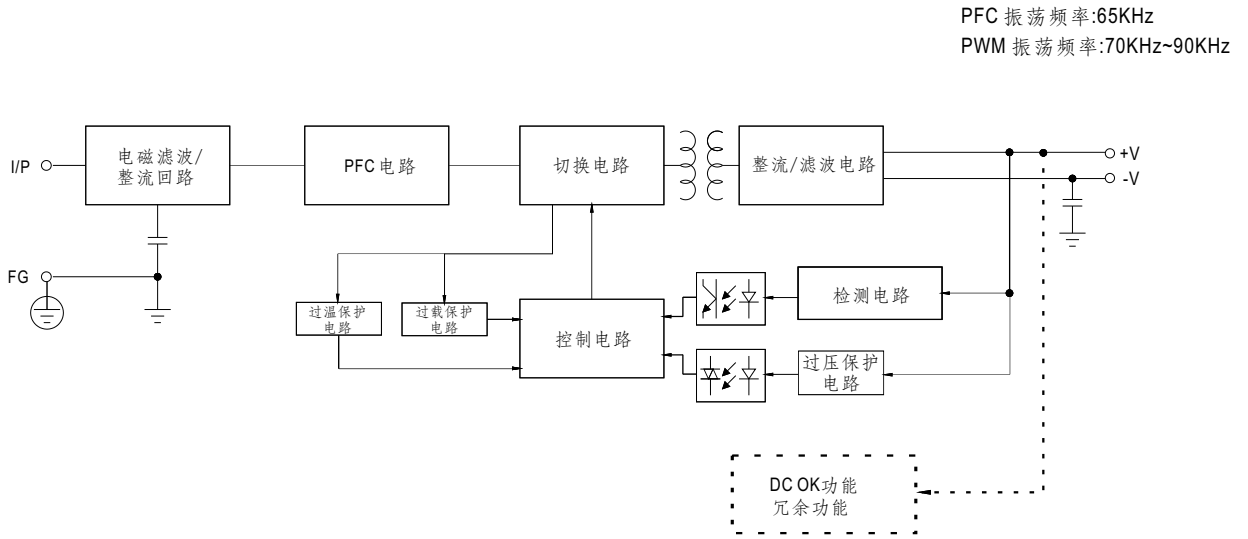 PFC 振荡频率:65KHz
PWM 振荡频率:70KHz~90KHz
I/P
电磁滤波/
整流回路
PFC 电路
切换电路
整流/滤波电路
+V
-V
FG
过温保护
电路
过载保护
电路
控制电路
检测电路
过压保护
电路
DC OK功能
冗余功能